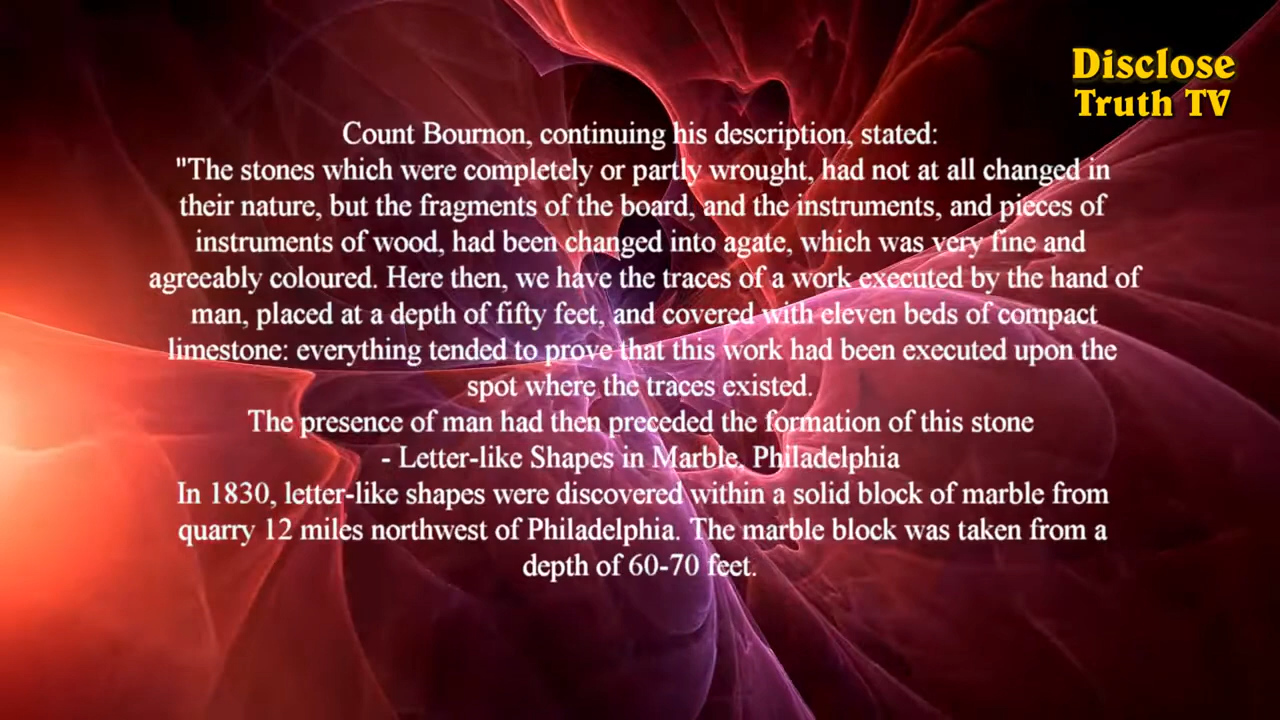 Disclose
Truth TV
Count Bournon, continuing his description, stated:
"The stones which were completely or partly wrought, had not at all changed in
their nature, but the fragments of the board, and the instruments, and pieces of
instruments of wood, had been changed into agate, which was very fine and
agreeably coloured. Here then, we have the traces of a work executed by the hand of
man, placed at a depth of fifty feet, and covered with eleven beds of compact
limestone: everything tended to prove that this work had been executed upon the
spot where the traces existed.
The presence of man had then preceded the formation of this stone
- Letter-like Shapes in Marble, Philadelphia
In 1830, letter-like shapes were discovered within a solid block of marble from
quarry 12 miles northwest of Philadelphia. The marble block was taken from a
depth of 60-70 feet.